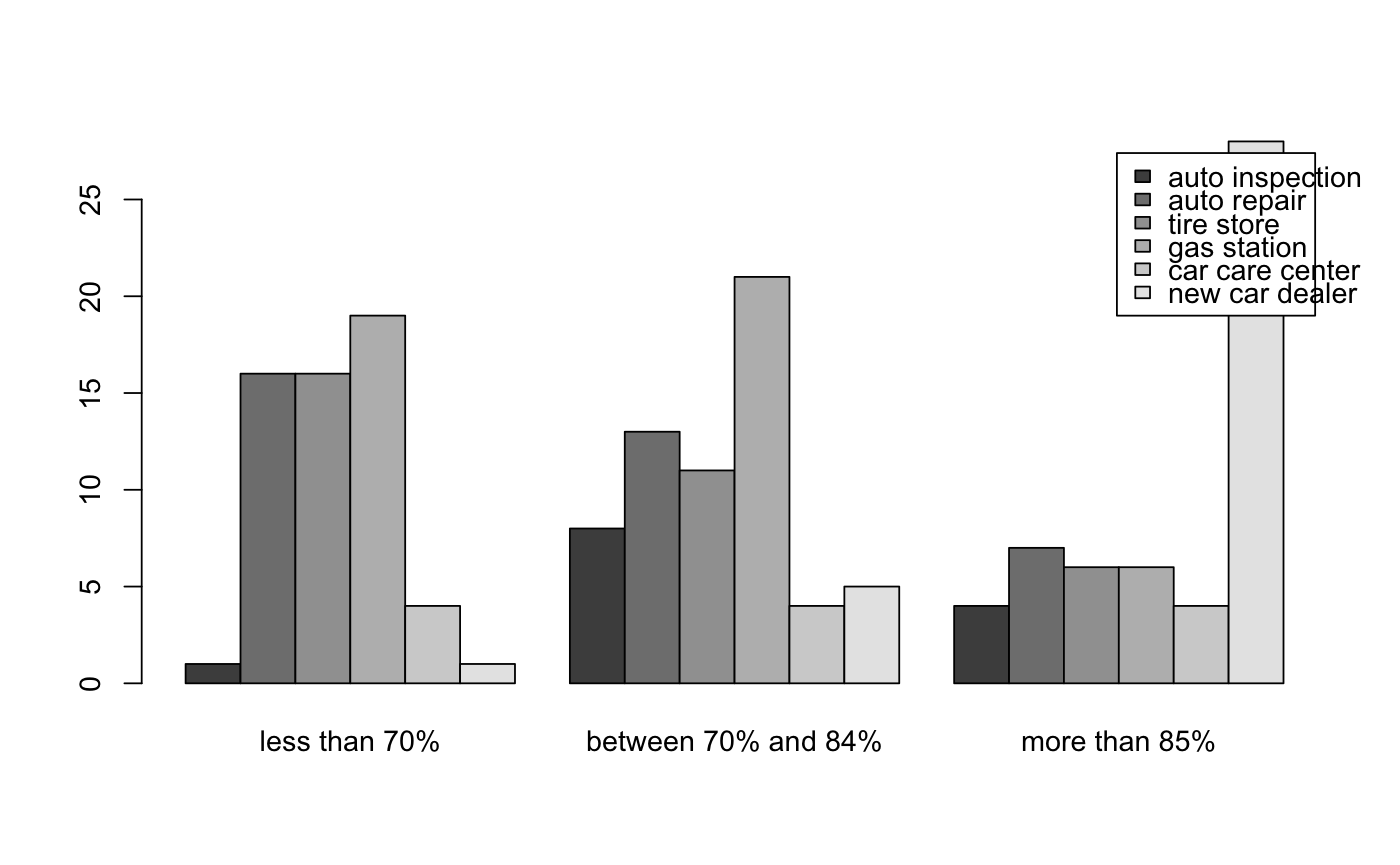 25
20
15
10
5
0
auto inspection
auto repair
tire store
gas station
car care center
new car dealer
less than 70%
between 70% and 84%
more than 85%